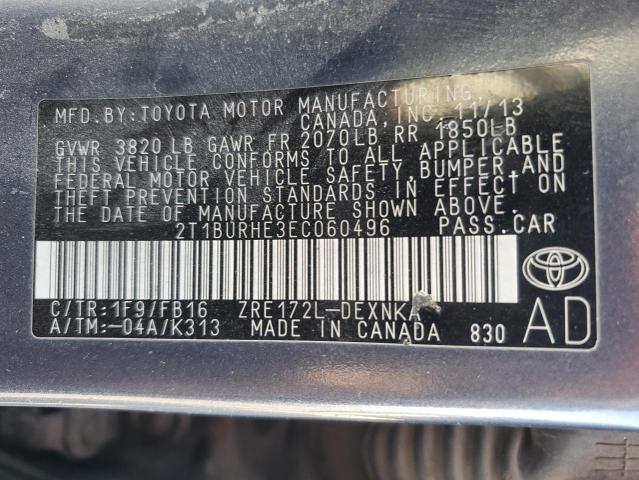 MFD.BY:TOYOTA MOTOR MANUFACTURING,
CANADA, INC. 11/13
GVWR 3820 LB GAWR FR 2070LB, RR 1850LB
THIS VEHICLE CONFORMS TO ALL APPLICABLE
FEDERAL MOTOR VEHICLE SAFETY,BUMPER,AND
THEFT PREVENTION STANDARDS IN EFFECT ON
THE DATE OF MANUFACTURE SHOWN ABOVE.
2T1BURHE3EC060496 PASS.CAR
C/TR:1F9/FB16 ZRE172L-DEXNKA
A/TM:-04A/K313 MADE IN CANADA 830
AD